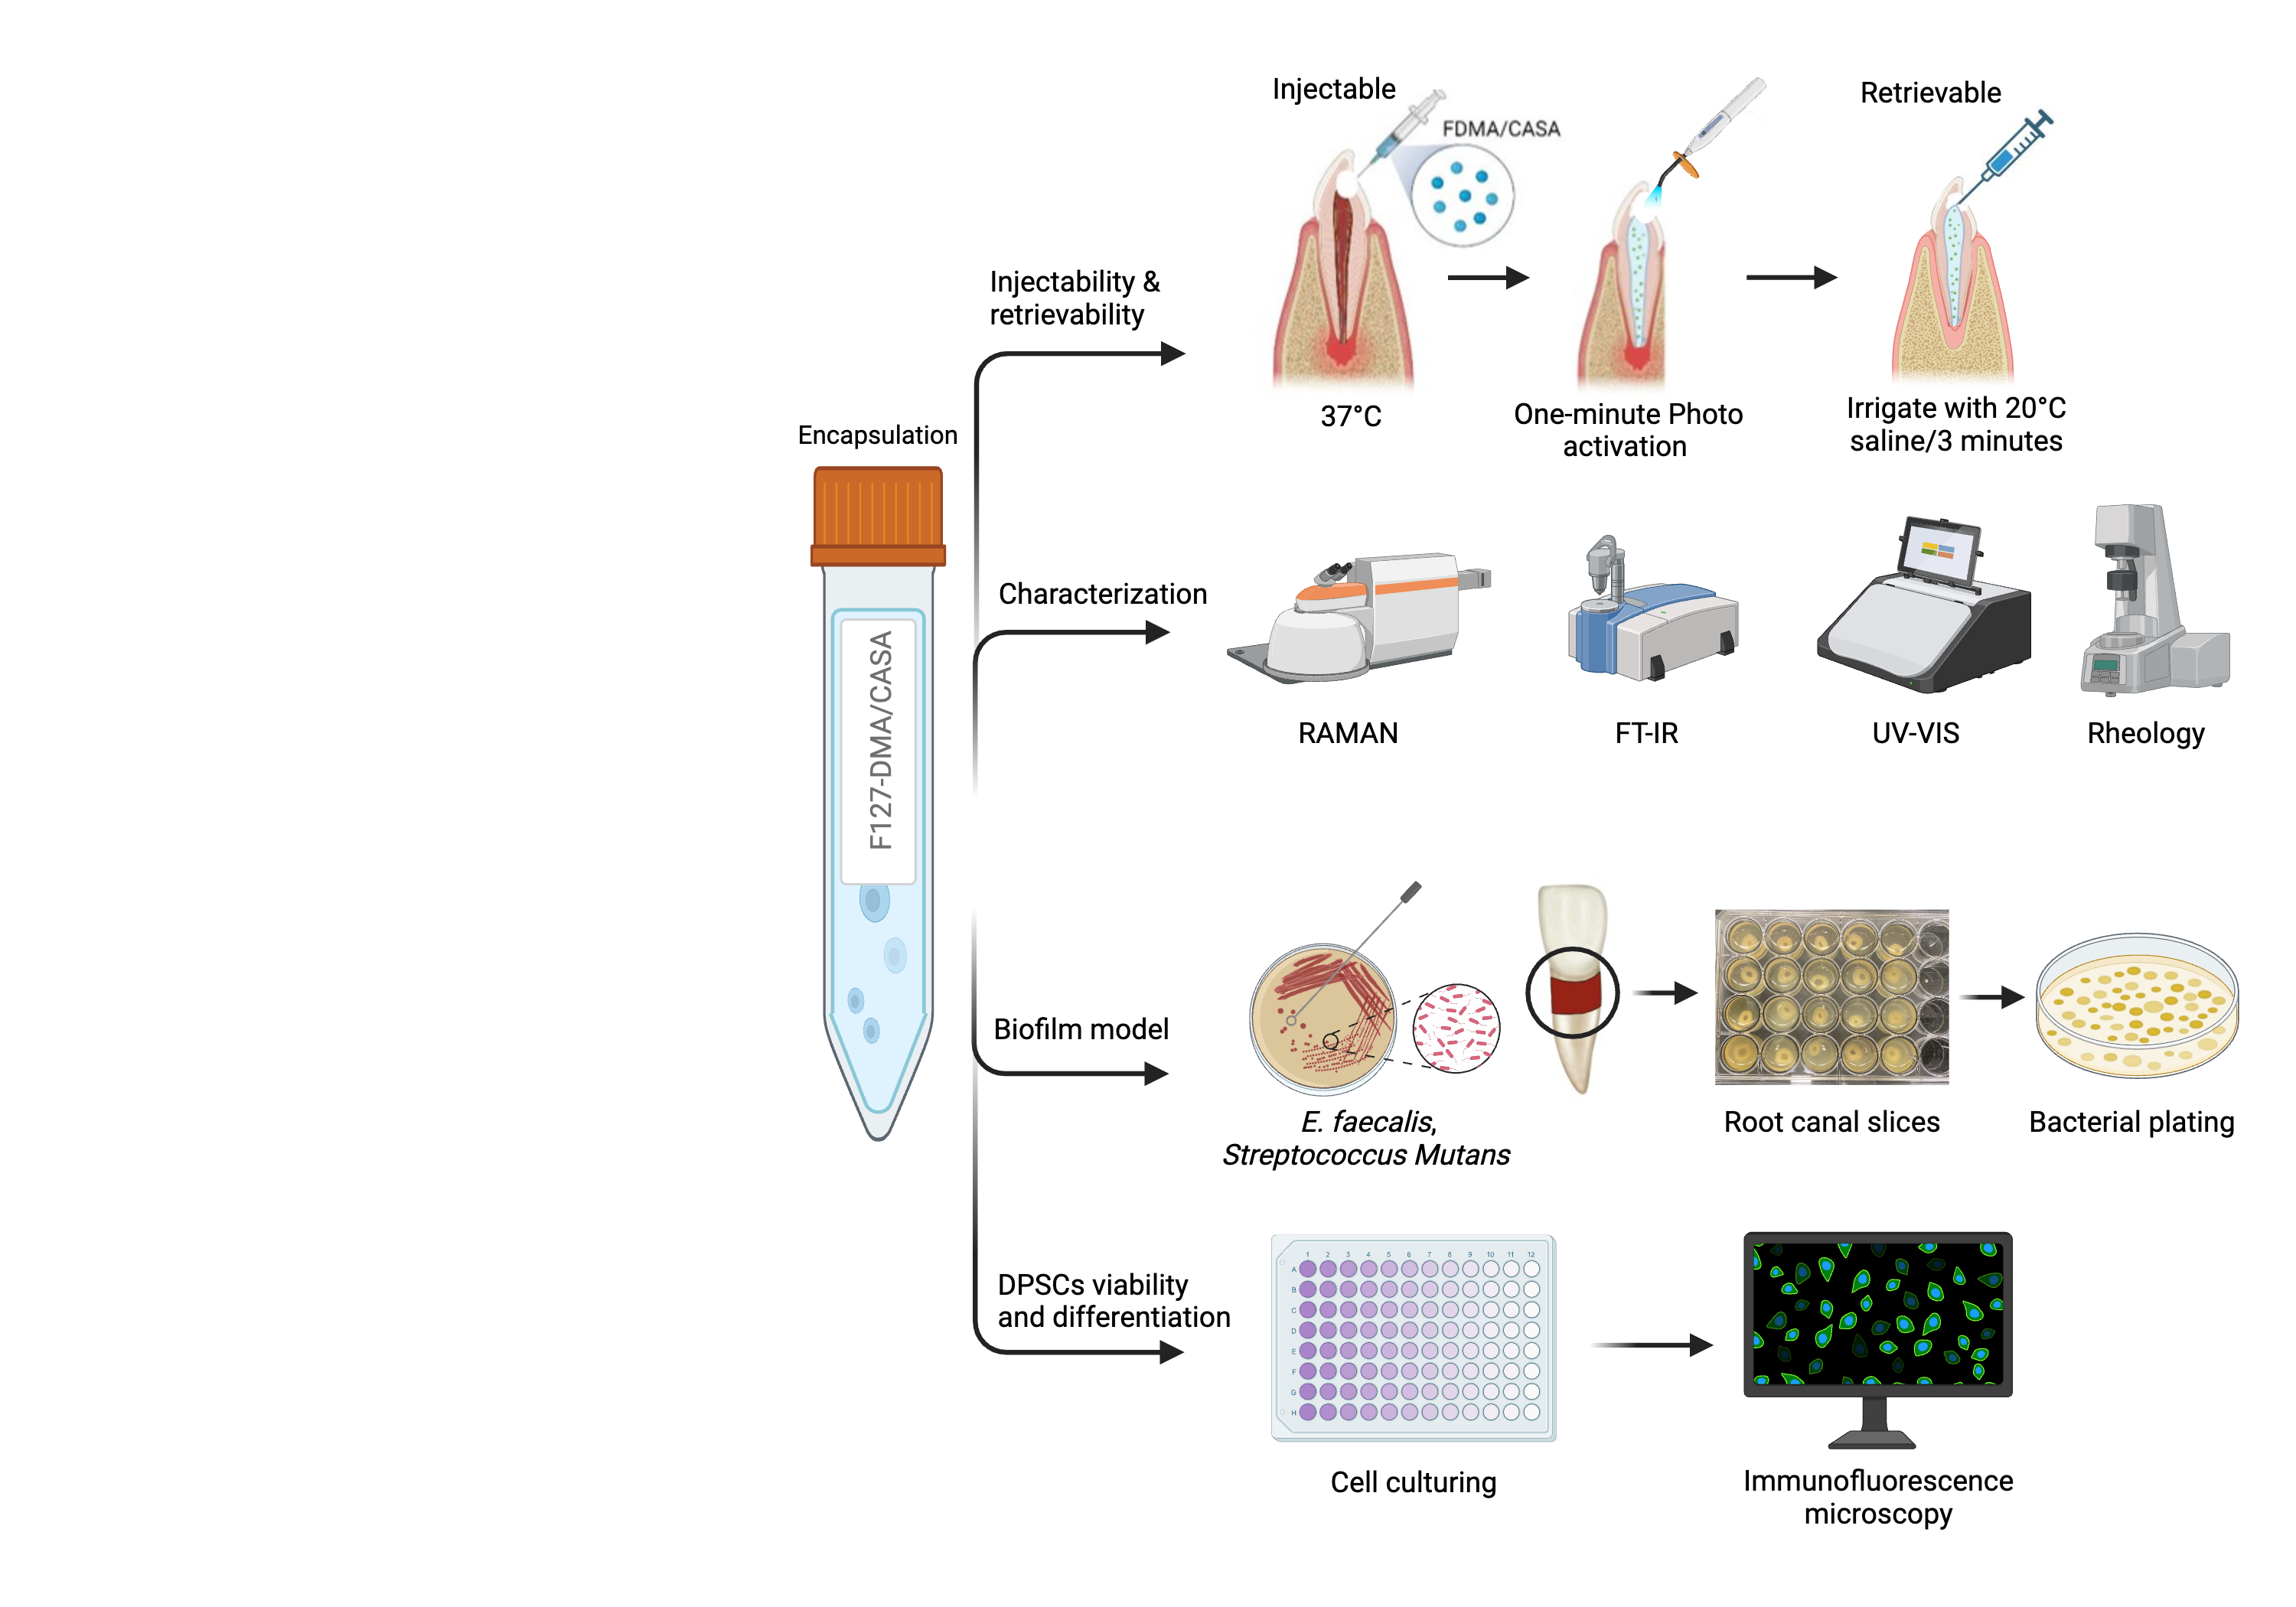 Injectable
FDMA/CASA
Retrievable
Injectability &
retrievability
37°C
One-minute Photo
activation
Irrigate with 20°C
saline/3 minutes
Encapsulation
F127-DMA/CASA
Characterization
RAMAN
FT-IR
UV-VIS
Rheology
Biofilm model
E. faecalis,
Streptococcus Mutans
Root canal slices
Bacterial plating
DPSCs viability
and differentiation
1 2 3 4 5 6 7 8 9 10 11 12
A
B
C
D
E
F
G
H
Cell culturing
Immunofluorescence
microscopy